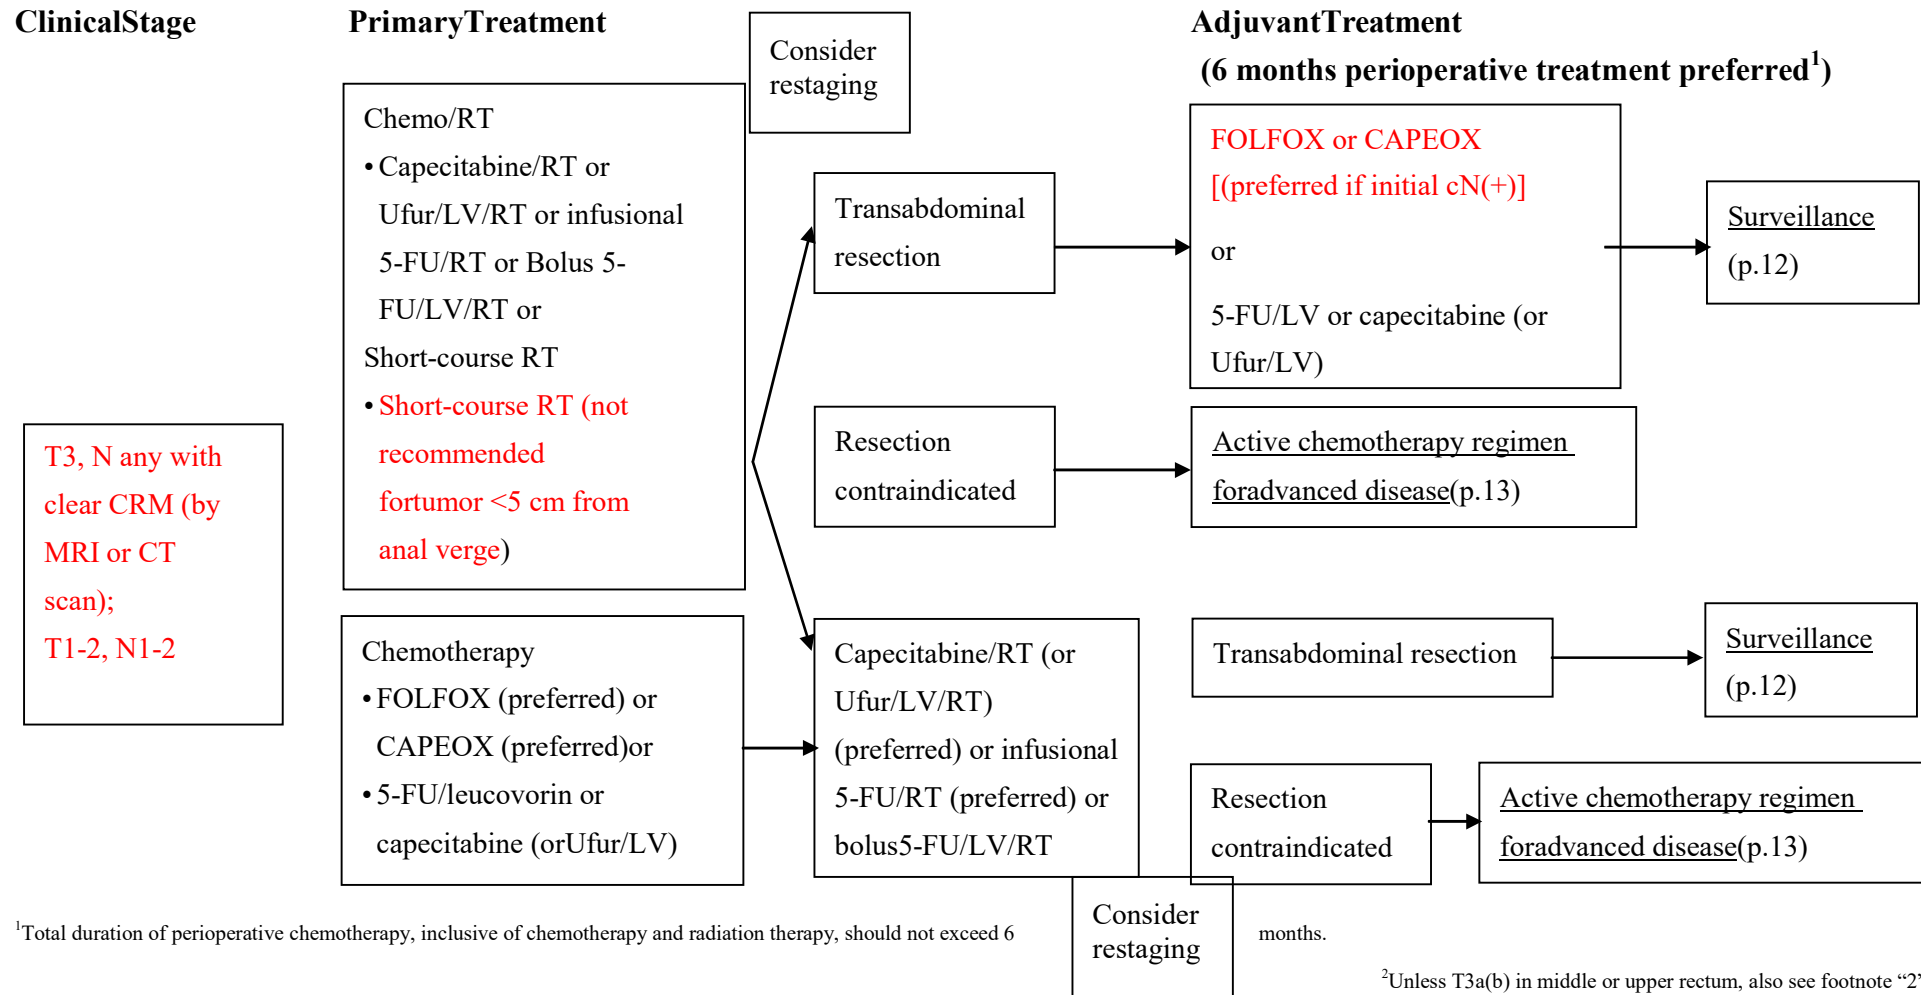 ClinicalStage
PrimaryTreatment
Consider
restaging
AdjuvantTreatment
(6 months perioperative treatment preferred1)
T3, N any with
clear CRM (by
MRI or CT
scan);
T1-2, N1-2
Chemo/RT
• Capecitabine/RT or
Ufur/LV/RT or infusional
5-FU/RT or Bolus 5-
FU/LV/RT or
Short-course RT
• Short-course RT (not
recommended
fortumor <5 cm from
anal verge)
Transabdominal
resection
FOLFOX or CAPEOX
[(preferred if initial cN(+)]
or
5-FU/LV or capecitabine (or
Ufur/LV)
Surveillance
(p.12)
Resection
contraindicated
Active chemotherapy regimen
foradvanced disease(p.13)
Chemotherapy
• FOLFOX (preferred) or
CAPEOX (preferred)or
• 5-FU/leucovorin or
capecitabine (orUfur/LV)
Capecitabine/RT (or
Ufur/LV/RT)
(preferred) or infusional
5-FU/RT (preferred) or
bolus5-FU/LV/RT
Consider
restaging
Transabdominal resection
Surveillance
(p.12)
Resection
contraindicated
Active chemotherapy regimen
foradvanced disease(p.13)
1Total duration of perioperative chemotherapy, inclusive of chemotherapy and radiation therapy, should not exceed 6 months.
2Unless T3a(b) in middle or upper rectum, also see footnote “2”